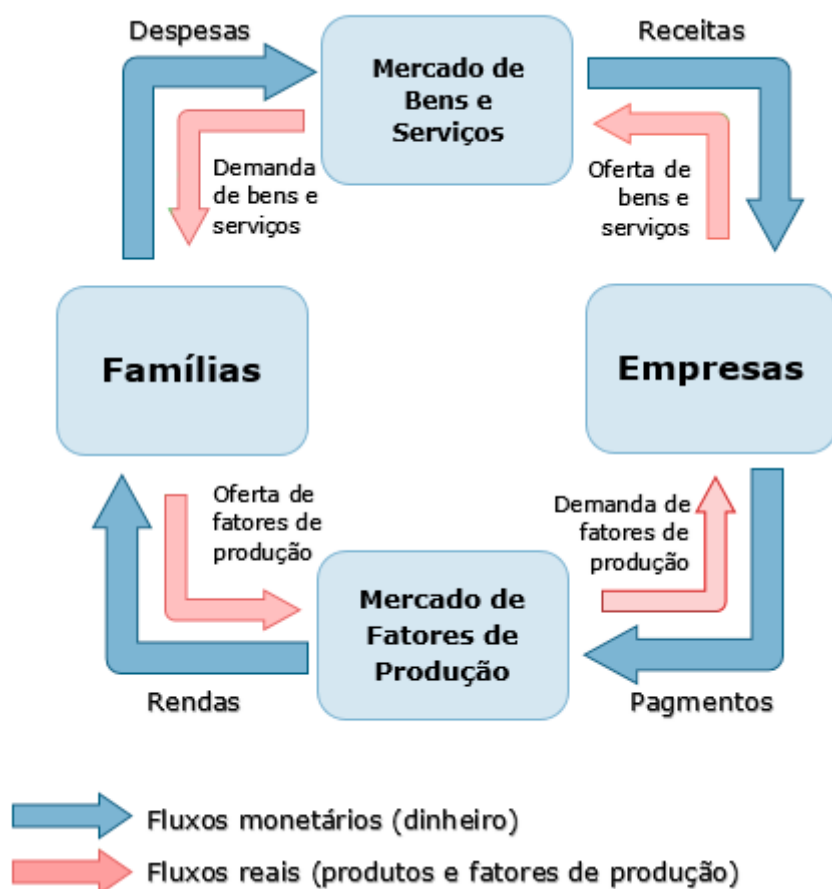 Despesas
Receitas
Mercado de
Bens e
Serviços
Demanda
de bens e
serviços
Oferta de
bens e
serviços
Famílias
Empresas
Oferta de
fatores de
produção
Demanda de
fatores de
produção
Mercado de
Fatores de
Produção
Rendas
Pagmentos
Fluxos monetários (dinheiro)
Fluxos reais (produtos e fatores de produção)